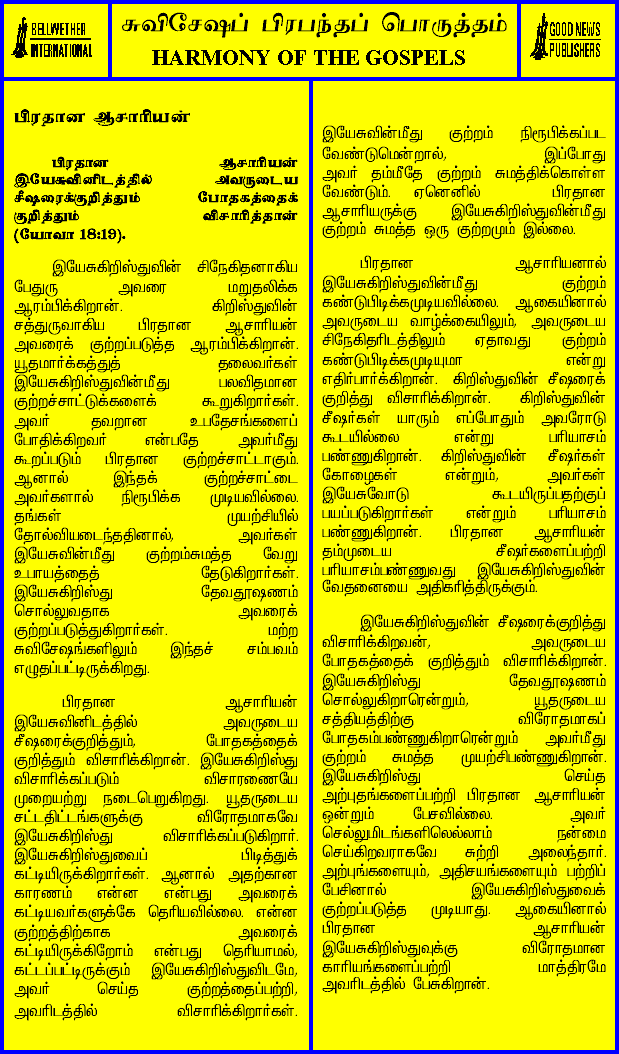 BELLWETHER
INTERNATIONAL
சுவிசேஷப் பிரபந்தப் பொருத்தம்
HARMONY OF THE GOSPELS
GOOD NEWS
PUBLISHERS
பிரதான ஆசாரியன்
பிரதான ஆசாரியன்
இயேசுவினிடத்தில் அவருடைய
சீஷரைக்குறித்தும் போதகத்தைக்
குறித்தும் விசாரித்தான்
(யோவா 18:19).
இயேசுகிறிஸ்துவின் சிநேகிதனாகிய
பேதுரு அவரை மறுதலிக்க
ஆரம்பிக்கிறான். கிறிஸ்துவின்
சத்துருவாகிய பிரதான ஆசாரியன்
அவரைக் குற்றப்படுத்த ஆரம்பிக்கிறான்.
யூதமார்க்கத்துத் தலைவர்கள்
இயேசுகிறிஸ்துவின்மீது பலவிதமான
குற்றச்சாட்டுக்களைக் கூறுகிறார்கள்.
அவர் தவறான உபதேசங்களைப்
போதிக்கிறவர் என்பதே அவர்மீது
கூறப்படும் பிரதான குற்றச்சாட்டாகும்.
ஆனால் இந்தக் குற்றச்சாட்டை
அவர்களால் நிரூபிக்க முடியவில்லை.
தங்கள் முயற்சியில்
தோல்வியடைந்ததினால், அவர்கள்
இயேசுவின்மீது குற்றம்சுமத்த வேறு
உபாயத்தைத் தேடுகிறார்கள்.
இயேசுகிறிஸ்து தேவதூஷணம்
சொல்லுவதாக அவரைக்
குற்றப்படுத்துகிறார்கள். மற்ற
சுவிசேஷங்களிலும் இந்தச் சம்பவம்
எழுதப்பட்டிருக்கிறது.
பிரதான ஆசாரியன்
இயேசுவினிடத்தில் அவருடைய
சீஷரைக்குறித்தும், போதகத்தைக்
குறித்தும் விசாரிக்கிறான். இயேசுகிறிஸ்து
விசாரிக்கப்படும் விசாரணையே
முறையற்று நடைபெறுகிறது. யூதருடைய
சட்டதிட்டங்களுக்கு விரோதமாகவே
இயேசுகிறிஸ்து விசாரிக்கப்படுகிறார்.
இயேசுகிறிஸ்துவைப் பிடித்துக்
கட்டியிருக்கிறார்கள். ஆனால் அதற்கான
காரணம் என்ன என்பது அவரைக்
கட்டியவர்களுக்கே தெரியவில்லை. என்ன
குற்றத்திற்காக அவரைக்
கட்டியிருக்கிறோம் என்பது தெரியாமல்,
கட்டப்பட்டிருக்கும் இயேசுகிறிஸ்துவிடமே,
அவர் செய்த குற்றத்தைப்பற்றி,
அவரிடத்தில் விசாரிக்கிறார்கள்.
இயேசுவின்மீது குற்றம் நிரூபிக்கப்பட
வேண்டுமென்றால், இப்போது
அவர் தம்மீதே குற்றம் சுமத்திக்கொள்ள
வேண்டும். ஏனெனில் பிரதான
ஆசாரியருக்கு இயேசுகிறிஸ்துவின்மீது
குற்றம் சுமத்த ஒரு குற்றமும் இல்லை.
பிரதான ஆசாரியனால்
இயேசுகிறிஸ்துவின்மீது குற்றம்
கண்டுபிடிக்கமுடியவில்லை. ஆகையினால்
அவருடைய வாழ்க்கையிலும், அவருடைய
சிநேகிதரிடத்திலும் ஏதாவது குற்றம்
கண்டுபிடிக்கமுடியுமா என்று
எதிர்பார்க்கிறான். கிறிஸ்துவின் சீஷரைக்
குறித்து விசாரிக்கிறான். கிறிஸ்துவின்
சீஷர்கள் யாரும் எப்போதும் அவரோடு
கூடயில்லை என்று பரியாசம்
பண்ணுகிறான். கிறிஸ்துவின் சீஷர்கள்
கோழைகள் என்றும், அவர்கள்
இயேசுவோடு கூடயிருப்பதற்குப்
பயப்படுகிறார்கள் என்றும் பரியாசம்
பண்ணுகிறான். பிரதான ஆசாரியன்
தம்முடைய சீஷர்களைப்பற்றி
பரியாசம்பண்ணுவது இயேசுகிறிஸ்துவின்
வேதனையை அதிகரித்திருக்கும்.
இயேசுகிறிஸ்துவின் சீஷரைக்குறித்து
விசாரிக்கிறவன், அவருடைய
போதகத்தைக் குறித்தும் விசாரிக்கிறான்.
இயேசுகிறிஸ்து தேவதூஷணம்
சொல்லுகிறாரென்றும், யூதருடைய
சத்தியத்திற்கு விரோதமாகப்
போதகம்பண்ணுகிறாரென்றும் அவர்மீது
குற்றம் சுமத்த முயற்சிபண்ணுகிறான்.
இயேசுகிறிஸ்து செய்த
அற்புதங்களைப்பற்றி பிரதான ஆசாரியன்
ஒன்றும் பேசவில்லை. அவர்
செல்லுமிடங்களிலெல்லாம் நன்மை
செய்கிறவராகவே சுற்றி அலைந்தார்.
அற்புங்களையும், அதிசயங்களையும் பற்றிப்
பேசினால் இயேசுகிறிஸ்துவைக்
குற்றப்படுத்த முடியாது. ஆகையினால்
பிரதான ஆசாரியன்
இயேசுகிறிஸ்துவுக்கு விரோதமான
காரியங்களைப்பற்றி மாத்திரமே
அவரிடத்தில் பேசுகிறான்.